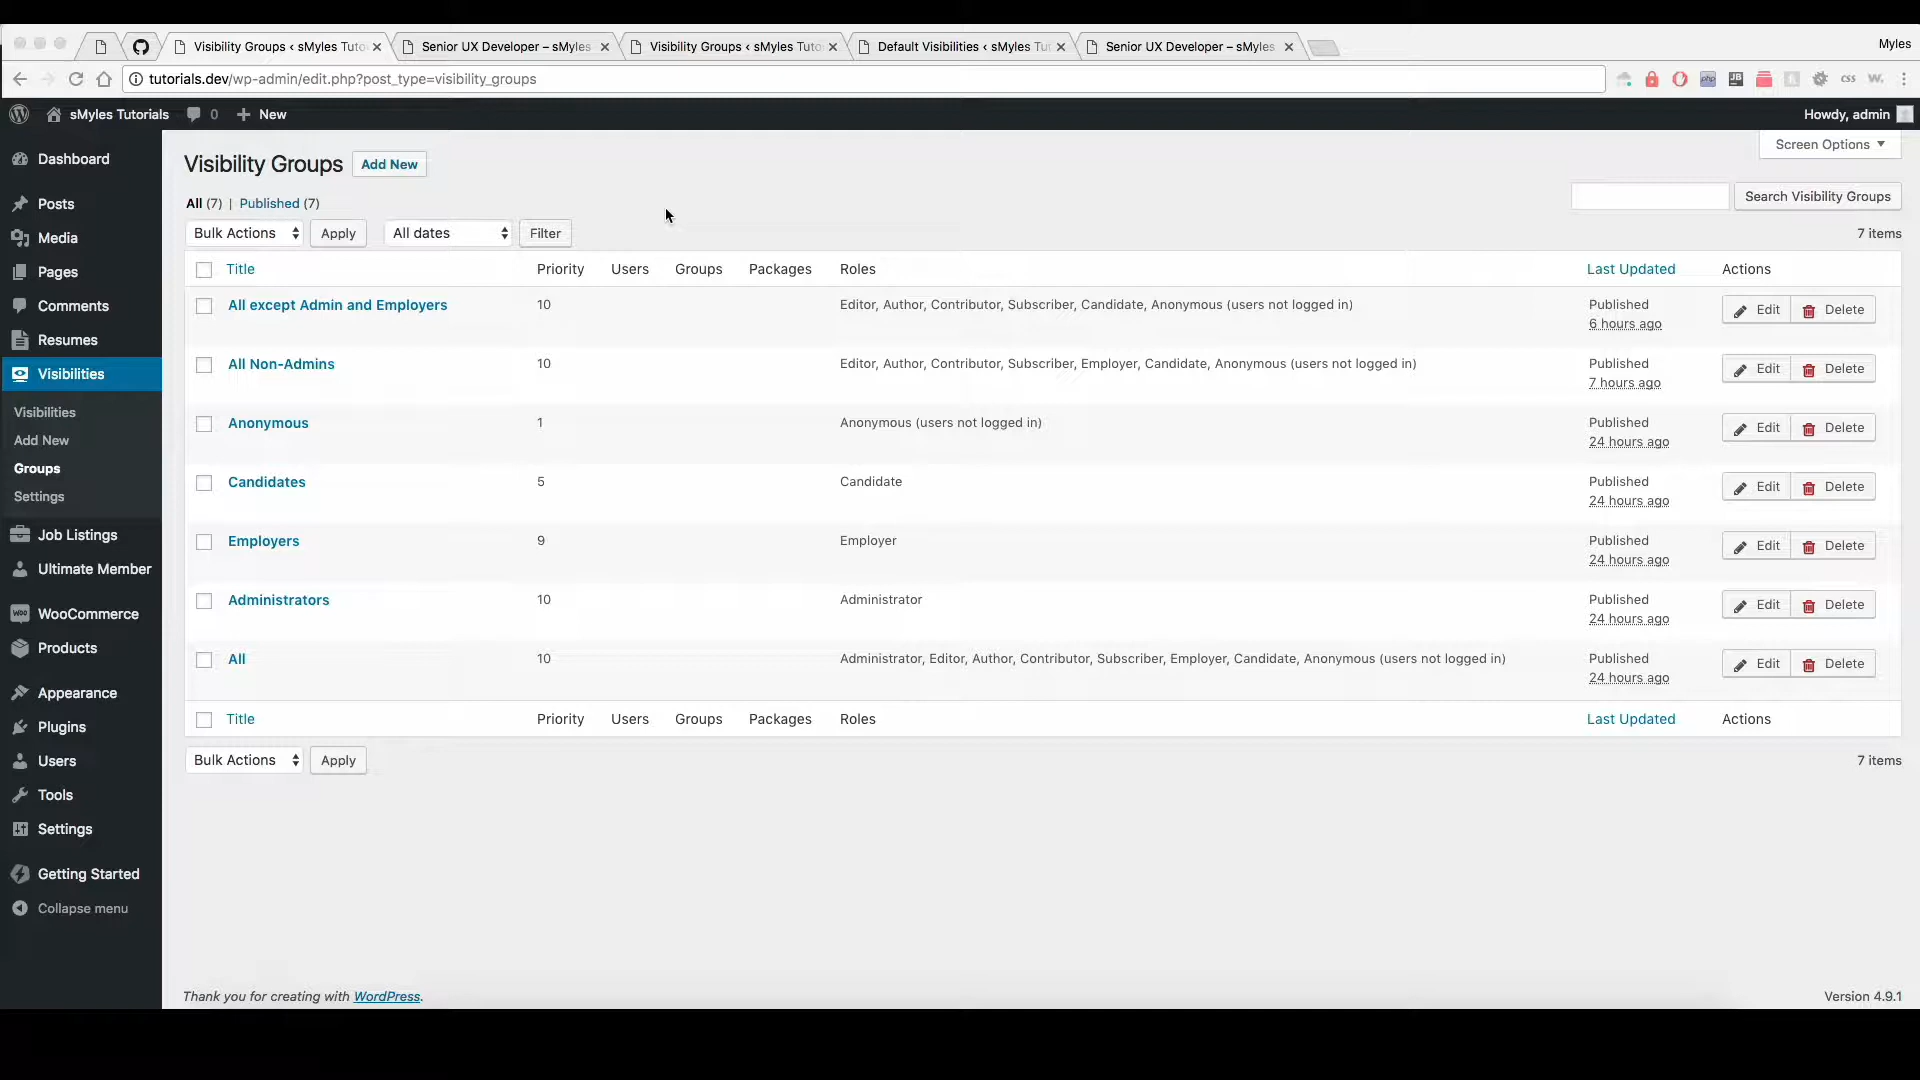 Visibility Groups ‹ sMyles Tuto
Senior UX Developer – sMyles
Visibility Groups ‹ sMyles Tuto
Default Visibilities ‹ sMyles Tut
Senior UX Developer – sMyles
Myles
tutorials.dev/wp-admin/edit.php?post_type=visibility_groups
php JB css W.
sMyles Tutorials 0 New
Howdy, admin
Dashboard
Posts
Media
Pages
Comments
Resumes
Visibilities
Visibilities
Add New
Groups
Settings
Job Listings
Ultimate Member
WooCommerce
Products
Appearance
Plugins
Users
Tools
Settings
Getting Started
Collapse menu
Screen Options
Visibility Groups Add New
All (7) | Published (7)
Search Visibility Groups
Bulk Actions Apply All dates Filter 7 items
Title Priority Users Groups Packages Roles Last Updated Actions
All except Admin and Employers 10 Editor, Author, Contributor, Subscriber, Candidate, Anonymous (users not logged in) Published Edit Delete
6 hours ago
All Non-Admins 10 Editor, Author, Contributor, Subscriber, Employer, Candidate, Anonymous (users not logged in) Published Edit Delete
7 hours ago
Anonymous 1 Anonymous (users not logged in) Published Edit Delete
24 hours ago
Candidates 5 Candidate Published Edit Delete
24 hours ago
Employers 9 Employer Published Edit Delete
24 hours ago
Administrators 10 Administrator Published Edit Delete
24 hours ago
All 10 Administrator, Editor, Author, Contributor, Subscriber, Employer, Candidate, Anonymous (users not logged in) Published Edit Delete
24 hours ago
Title Priority Users Groups Packages Roles Last Updated Actions
Bulk Actions Apply 7 items
Thank you for creating with WordPress.
Version 4.9.1